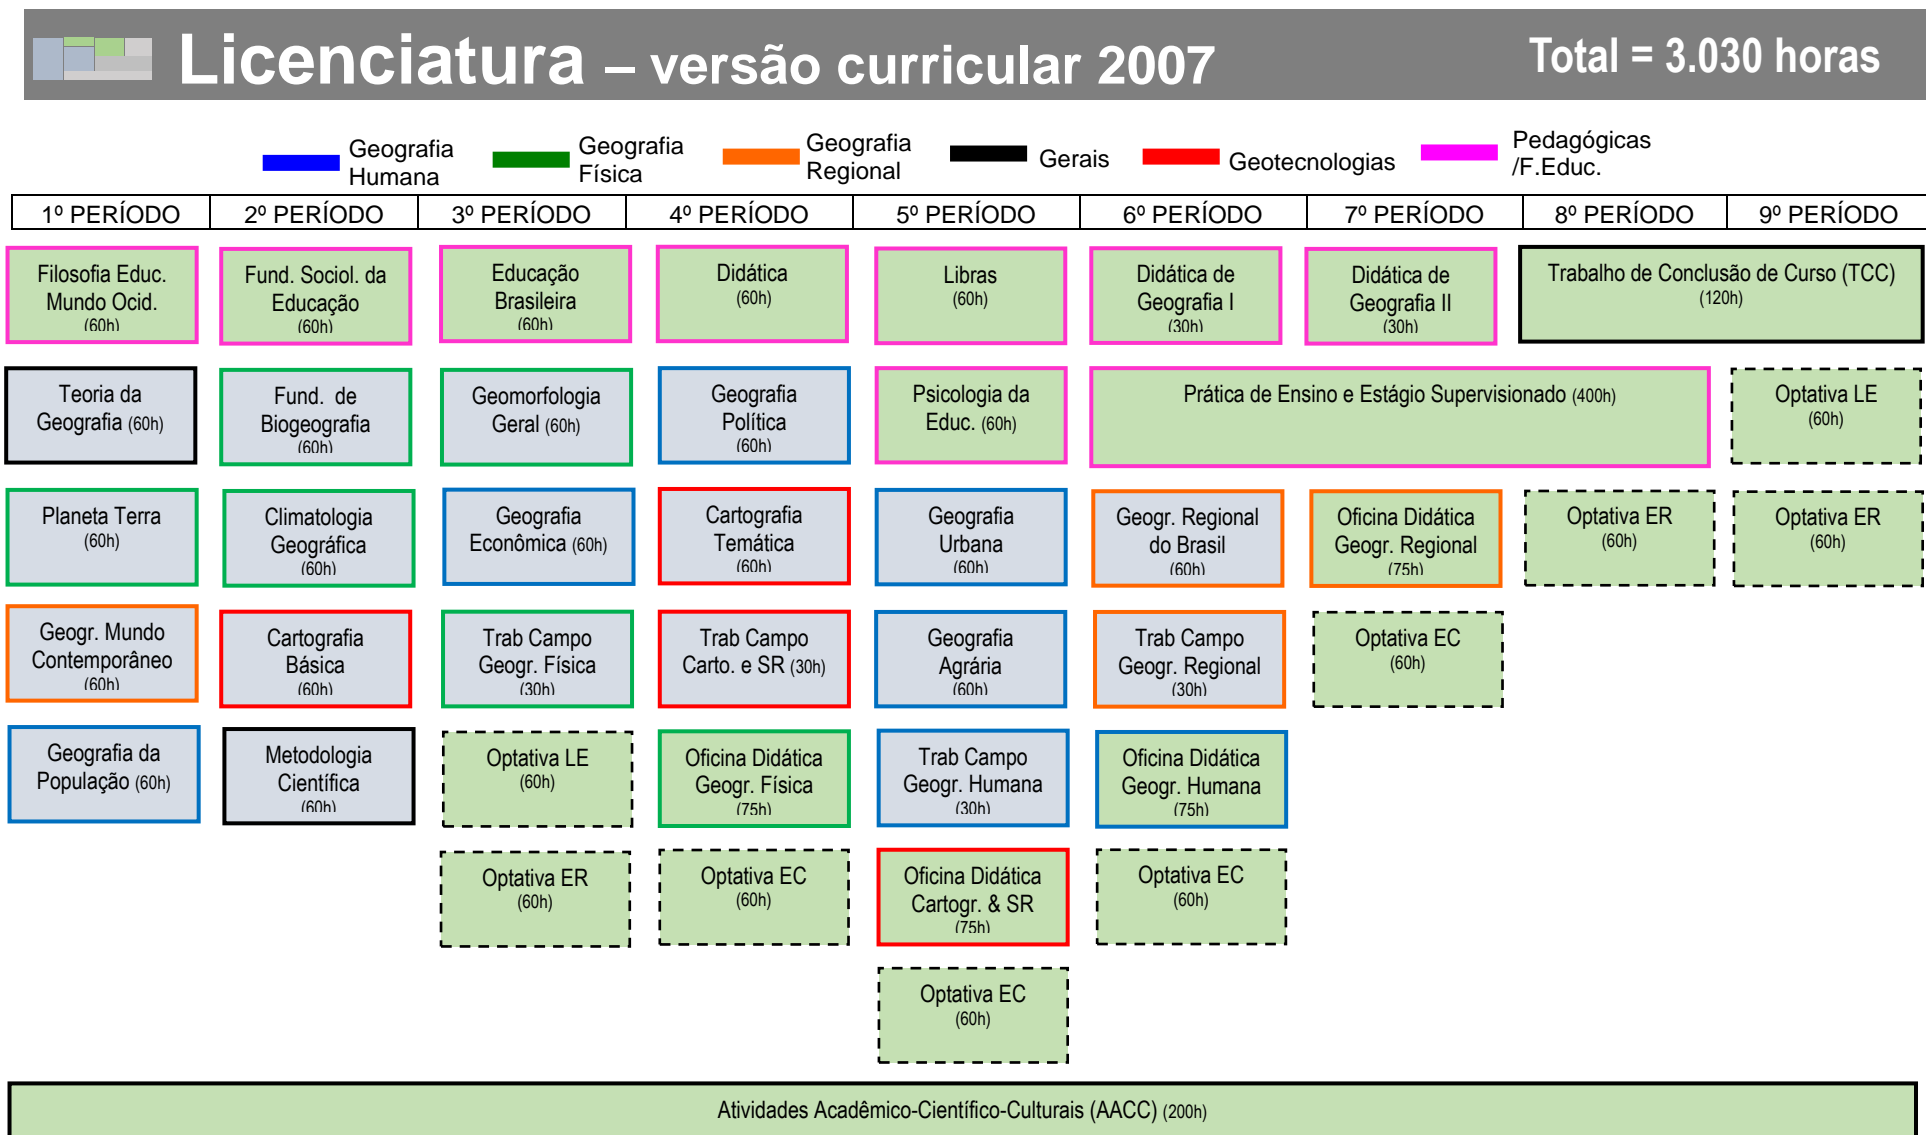 Licenciatura – versão curricular 2007
Total = 3.030 horas
Geografia
Humana
Geografia
Física
Geografia
Regional
Gerais
Geotecnologias
Pedagógicas
/F.Educ.
1º PERÍODO
2º PERÍODO
3º PERÍODO
4º PERÍODO
5º PERÍODO
6º PERÍODO
7º PERÍODO
8º PERÍODO
9º PERÍODO
Filosofia Educ.
Mundo Ocid.
(60h)
Fund. Sociol. da
Educação
(60h)
Educação
Brasileira
(60h)
Didática
(60h)
Libras
(60h)
Didática de
Geografia I
(30h)
Didática de
Geografia II
(30h)
Trabalho de Conclusão de Curso (TCC)
(120h)
Teoria da
Geografia (60h)
Fund. de
Biogeografia
(60h)
Geomorfologia
Geral (60h)
Geografia
Política
(60h)
Psicologia da
Educ. (60h)
Prática de Ensino e Estágio Supervisionado (400h)
Optativa LE
(60h)
Planeta Terra
(60h)
Climatologia
Geográfica
(60h)
Geografia
Econômica (60h)
Cartografia
Temática
(60h)
Geografia
Urbana
(60h)
Geogr. Regional
do Brasil
(60h)
Oficina Didática
Geogr. Regional
(75h)
Optativa ER
(60h)
Optativa ER
(60h)
Geogr. Mundo
Contemporâneo
(60h)
Cartografia
Básica
(60h)
Trab Campo
Geogr. Física
(30h)
Trab Campo
Carto. e SR (30h)
Geografia
Agrária
(60h)
Trab Campo
Geogr. Regional
(30h)
Optativa EC
(60h)
Geografia da
População (60h)
Metodologia
Científica
(60h)
Optativa LE
(60h)
Oficina Didática
Geogr. Física
(75h)
Trab Campo
Geogr. Humana
(30h)
Oficina Didática
Geogr. Humana
(75h)
Optativa ER
(60h)
Optativa EC
(60h)
Oficina Didática
Cartogr. & SR
(75h)
Optativa EC
(60h)
Optativa EC
(60h)
Atividades Acadêmico-Científico-Culturais (AACC) (200h)